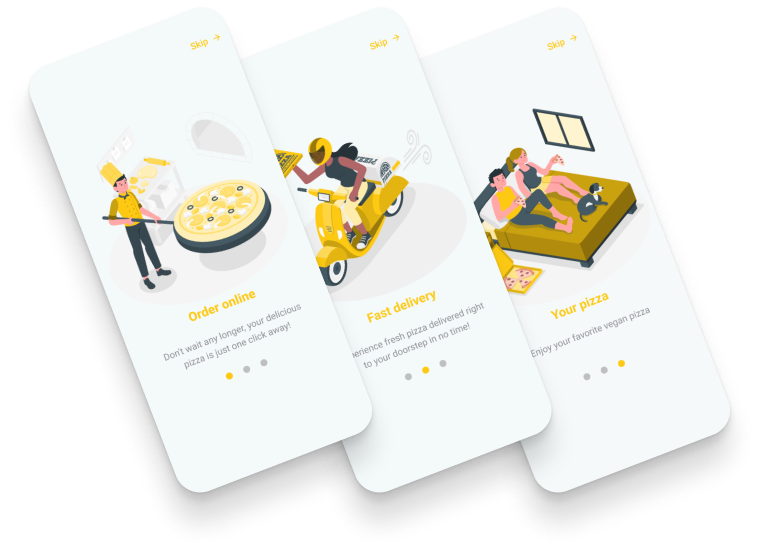 Skip
Order online
Don't wait any longer, your delicious
pizza is just one click away!
Skip
PIZZA
PIZZA
Fast delivery
perience fresh pizza delivered right
to your doorstep in no time!
Skip
Your pizza
Enjoy your favorite vegan pizza